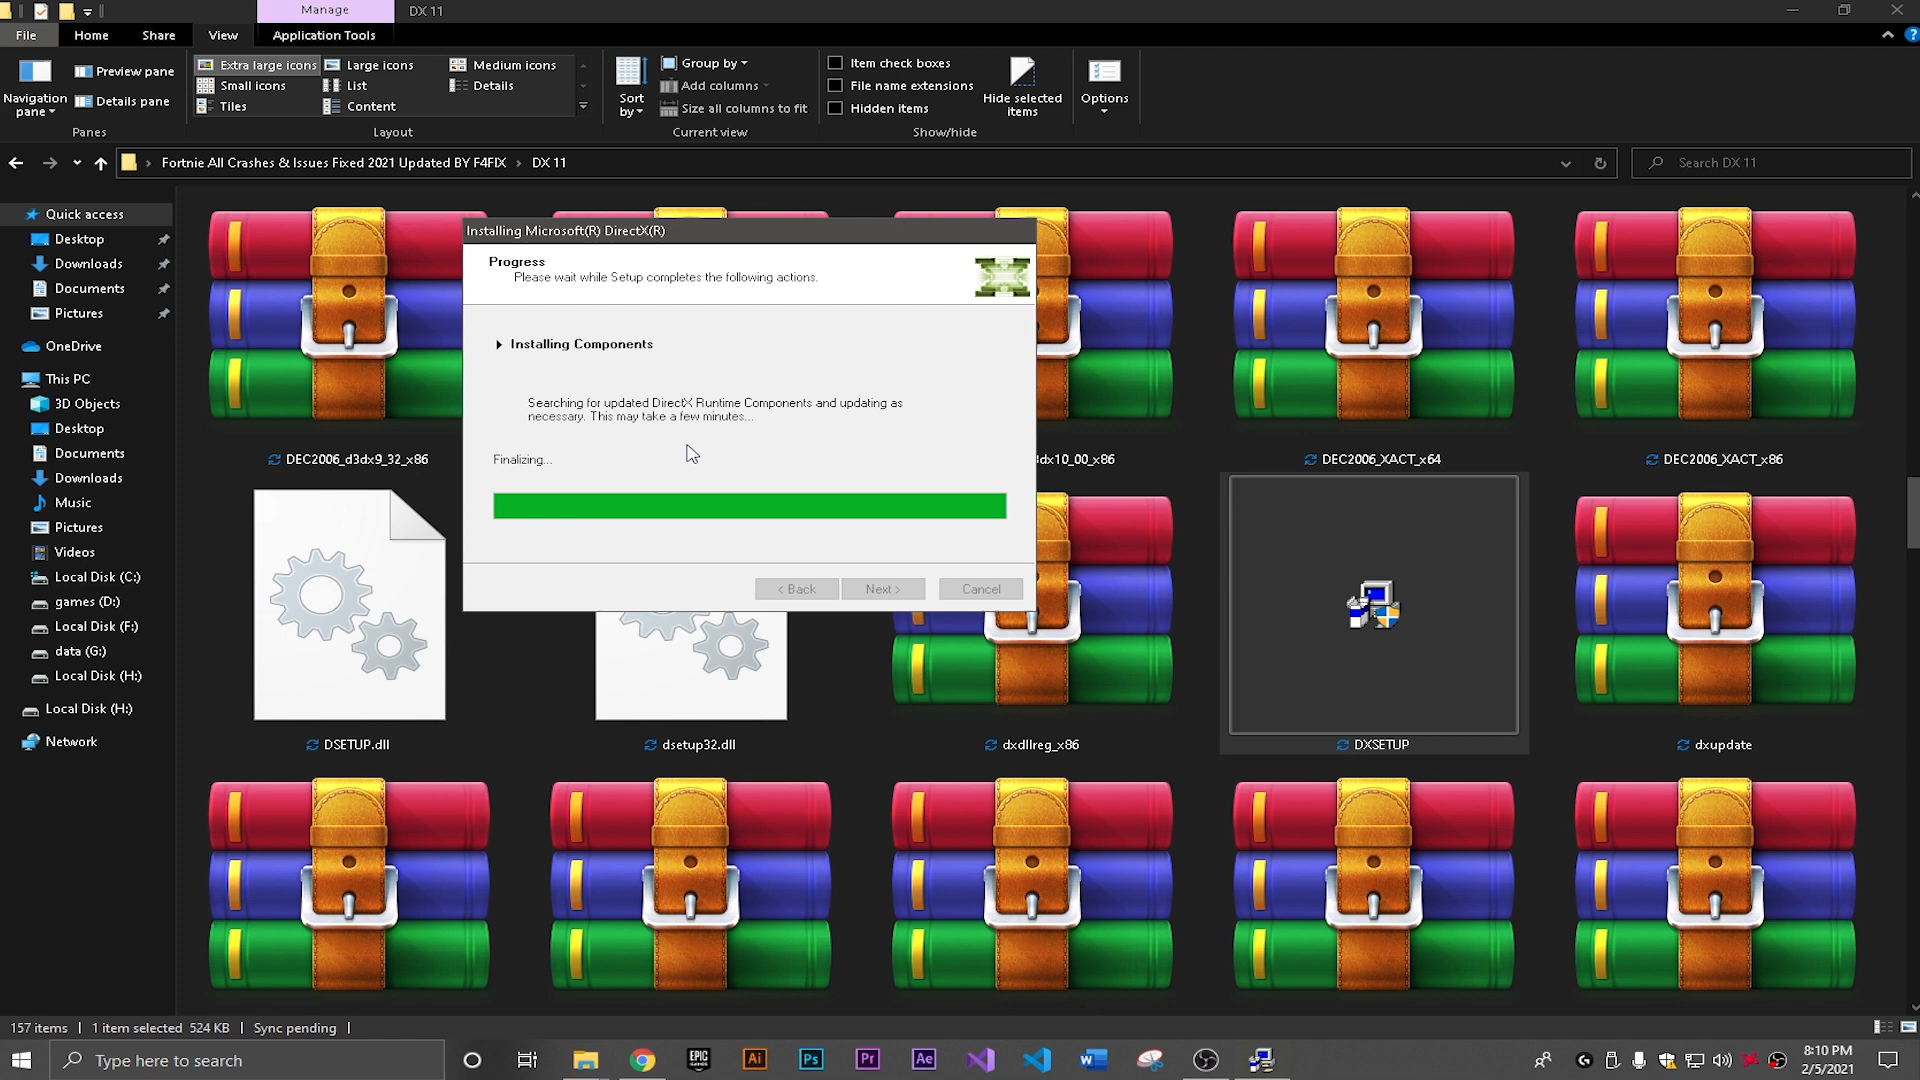 Manage
DX 11
File
Home
Share
View
Application Tools
Navigation pane
Preview pane
Details pane
Panes
Extra large icons
Large icons
Medium icons
Small icons
List
Details
Tiles
Content
Layout
Sort by
Group by
Add columns
Size all columns to fit
Current view
Item check boxes
File name extensions
Hidden items
Hide selected items
Show/hide
Options
Fortnie All Crashes & Issues Fixed 2021 Updated BY F4FIX
DX 11
Search DX 11
Quick access
Desktop
Downloads
Documents
Pictures
OneDrive
This PC
3D Objects
Desktop
Documents
Downloads
Music
Pictures
Videos
Local Disk (C:)
games (D:)
Local Disk (F:)
data (G:)
Local Disk (H:)
Local Disk (H:)
Network
Installing Microsoft(R) DirectX(R)
Progress
Please wait while Setup completes the following actions.
Installing Components
Searching for updated DirectX Runtime Components and updating as
necessary. This may take a few minutes...
Finalizing...
< Back
Next >
Cancel
DEC2006_d3dx9_32_x86
dx10_00_x86
DEC2006_XACT_x64
DEC2006_XACT_x86
DSETUP.dll
dsetup32.dll
dxdllreg_x86
DXSETUP
dxupdate
157 items
1 item selected 524 KB
Sync pending
Type here to search
EPIC
GAMES
Ai
Ps
Pr
Ae
8:10 PM
2/5/2021